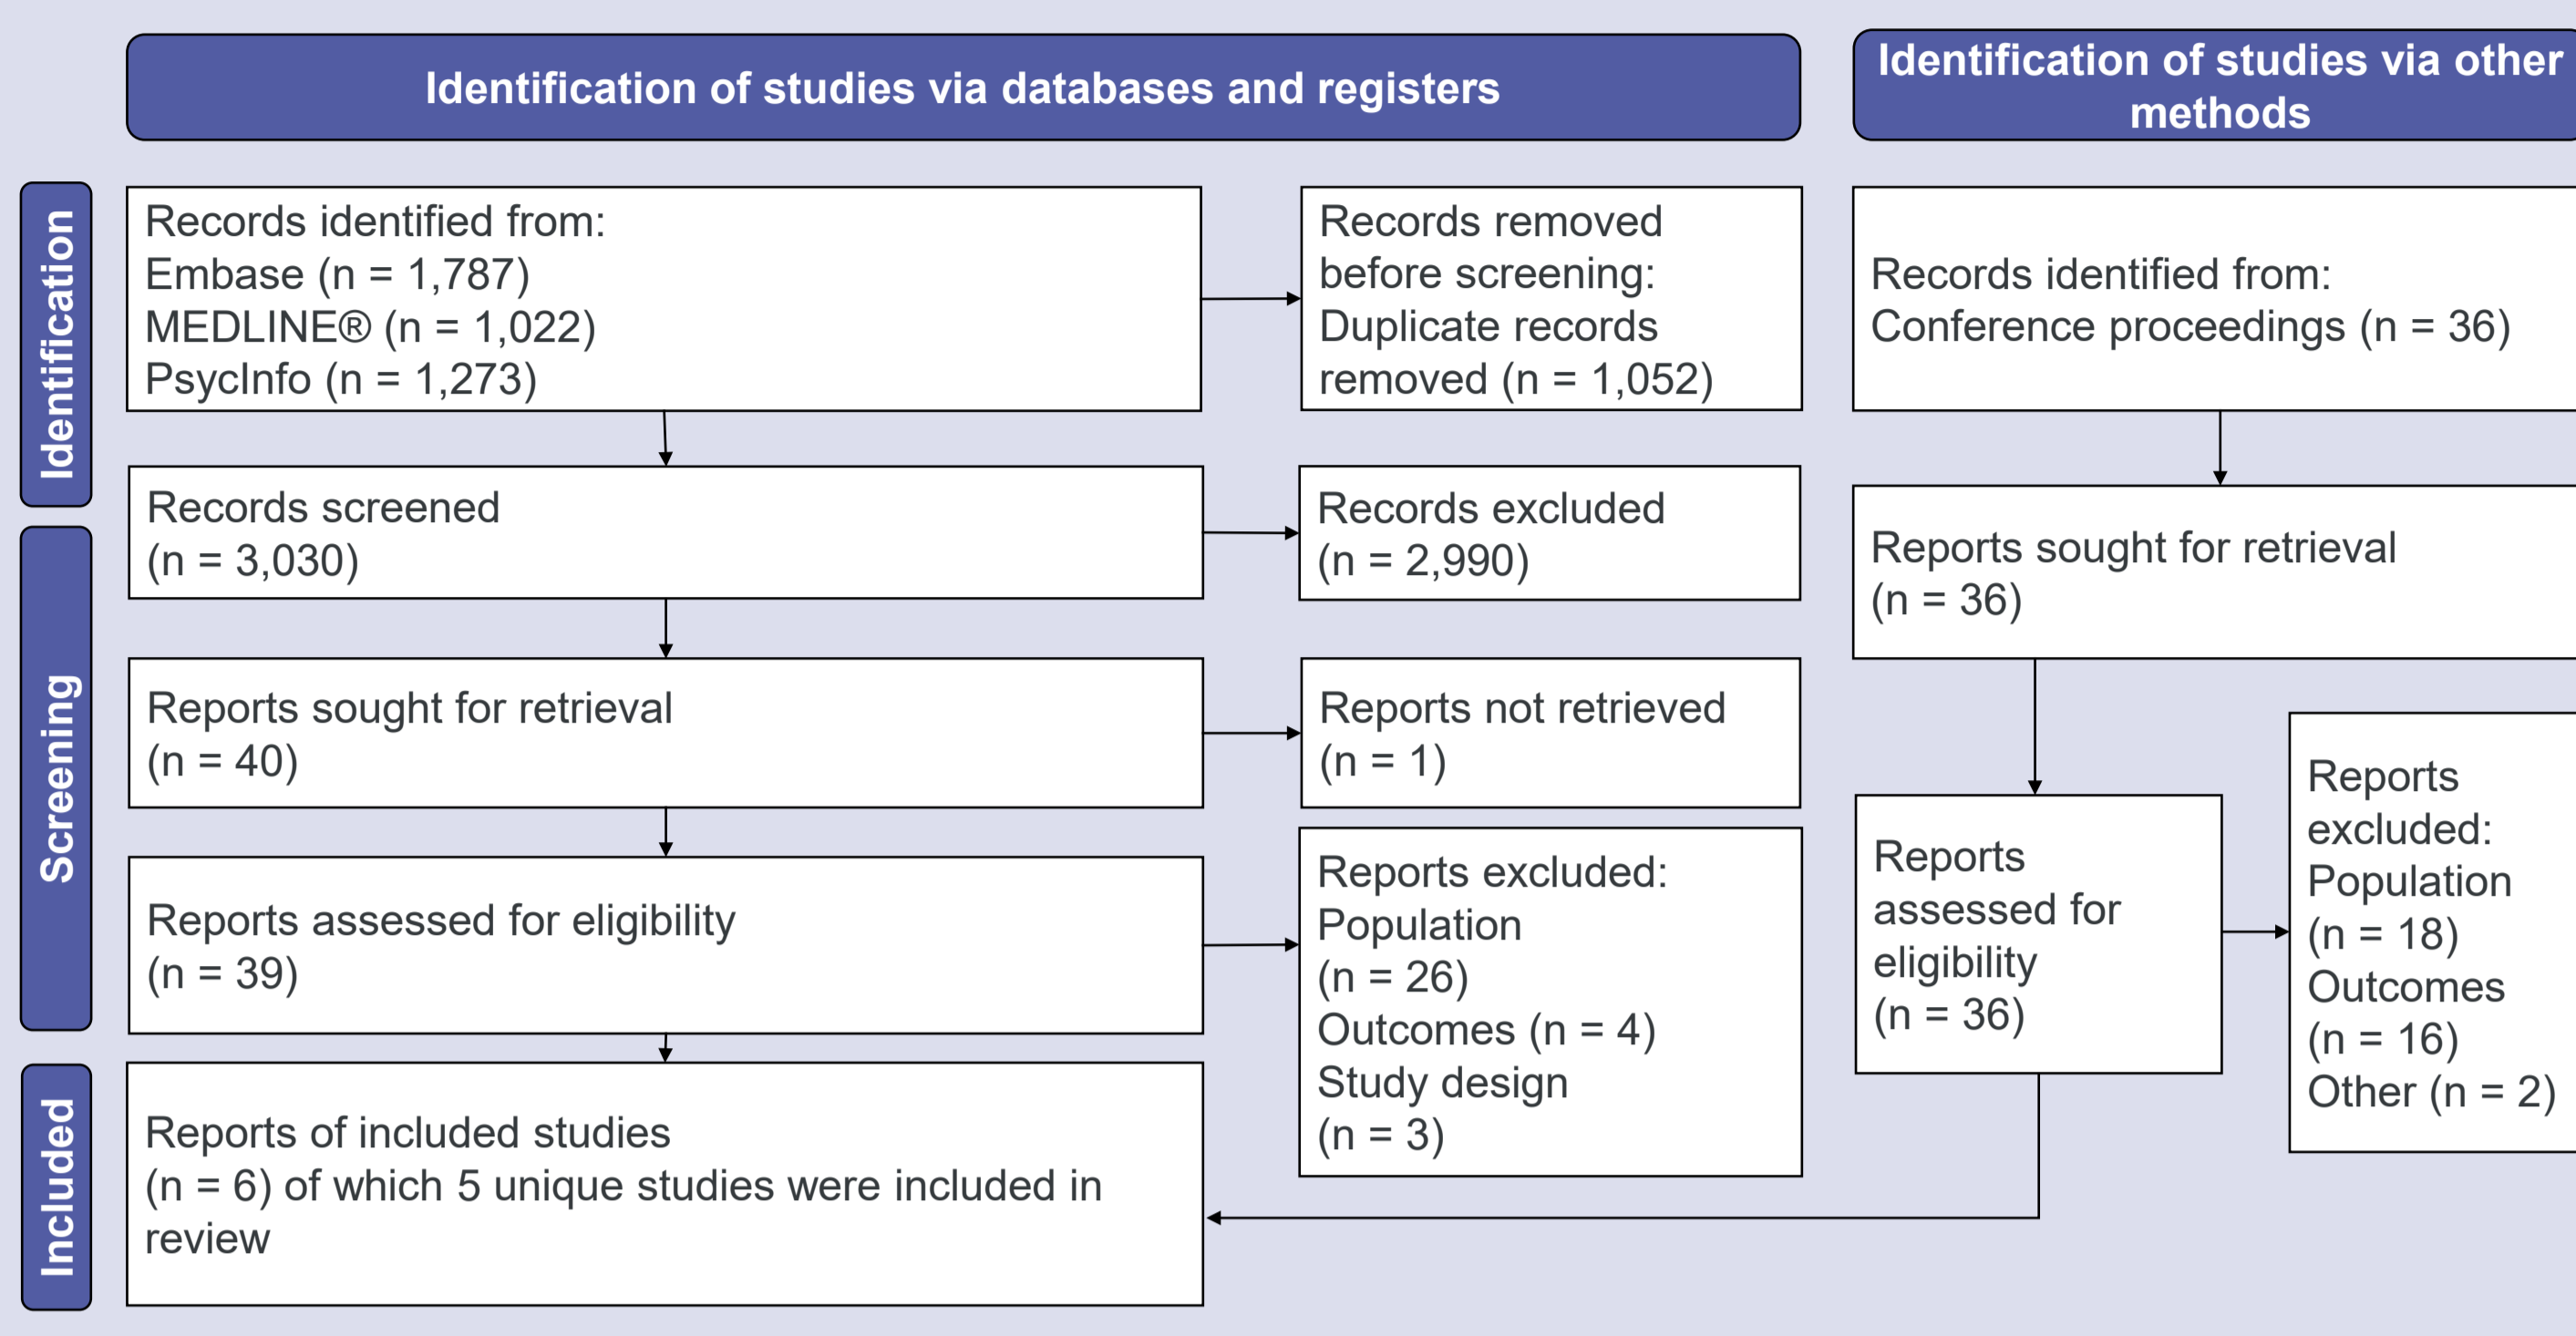 Identification of studies via databases and registers
Identification of studies via other
methods
Identification
Records identified from:
Embase (n = 1,787)
MEDLINE® (n = 1,022)
PsycInfo (n = 1,273)
Records removed
before screening:
Duplicate records
removed (n = 1,052)
Records identified from:
Conference proceedings (n = 36)
Screening
Records screened
(n = 3,030)
Records excluded
(n = 2,990)
Reports sought for retrieval
(n = 36)
Reports sought for retrieval
(n = 40)
Reports not retrieved
(n = 1)
Reports assessed for eligibility
(n = 39)
Reports excluded:
Population
(n = 26)
Outcomes (n = 4)
Study design
(n = 3)
Reports
assessed for
eligibility
(n = 36)
Reports
excluded:
Population
(n = 18)
Outcomes
(n = 16)
Other (n = 2)
Included
Reports of included studies
(n = 6) of which 5 unique studies were included in
review